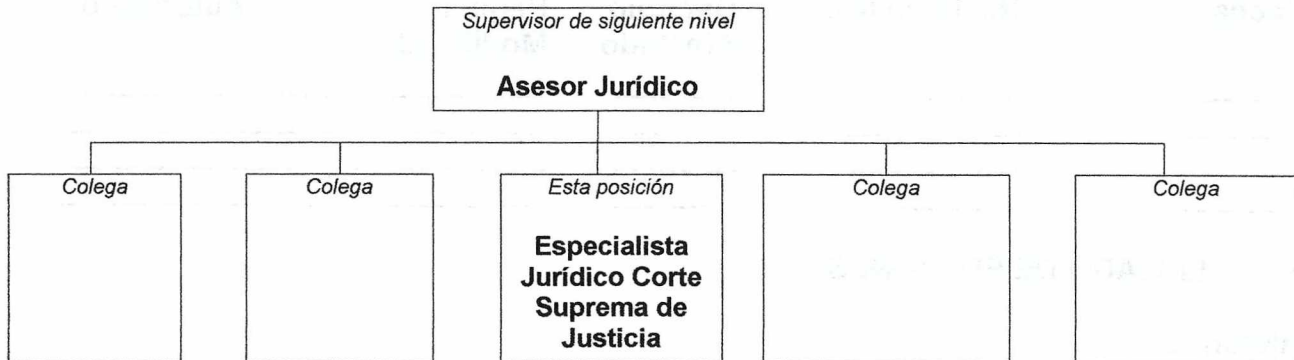 Supervisor de siguiente nivel
Asesor Jurídico
Colega
Colega
Esta posición
Colega
Colega
Especialista
Jurídico Corte
Suprema de
Justicia